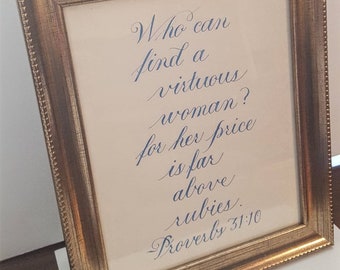 Who can
find a
virtuous
woman?
for her price
is far
above
rubies.
-Proverbs 31:10